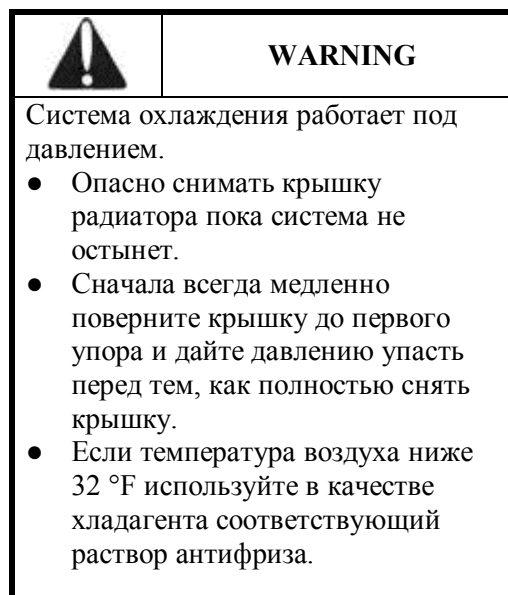 WARNING
Система охлаждения работает под
давлением.
● Опасно снимать крышку
радиатора пока система не
остынет.
● Сначала всегда медленно
поверните крышку до первого
упора и дайте давлению упасть
перед тем, как полностью снять
крышку.
● Если температура воздуха ниже
32 °F используйте в качестве
хладагента соответствующий
раствор антифриза.